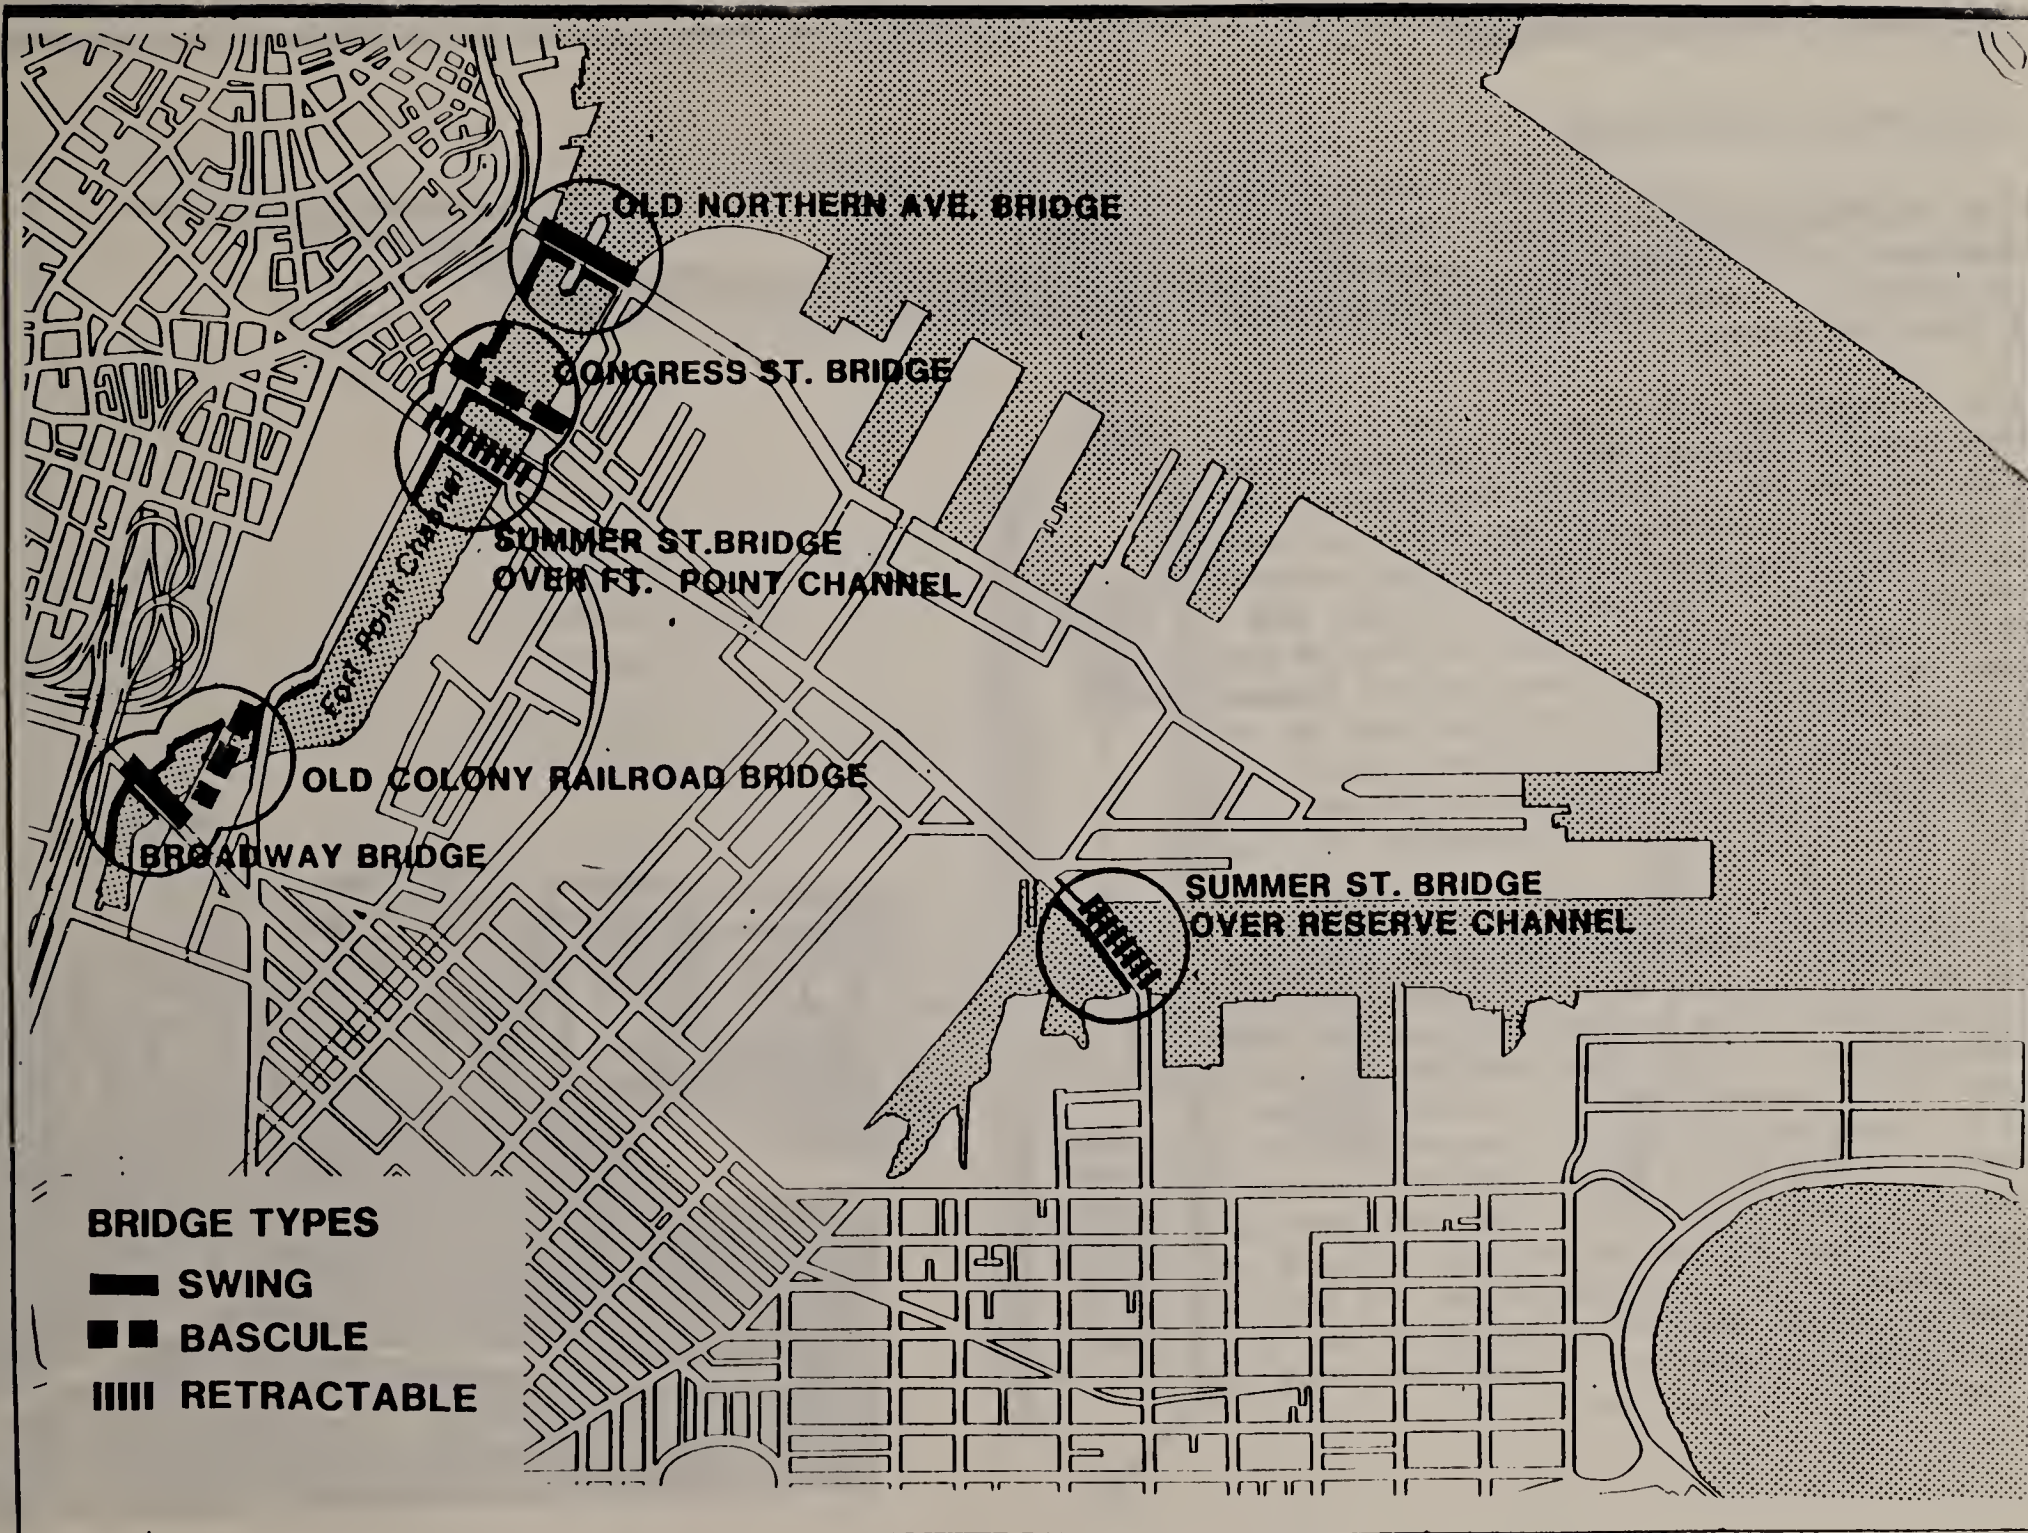 OLD NORTHERN AVE. BRIDGE
CONGRESS ST. BRIDGE
SUMMER ST. BRIDGE
OVER FT. POINT CHANNEL
Fort Point Channel
OLD COLONY RAILROAD BRIDGE
BROADWAY BRIDGE
SUMMER ST. BRIDGE
OVER RESERVE CHANNEL
BRIDGE TYPES
SWING
BASCULE
RETRACTABLE